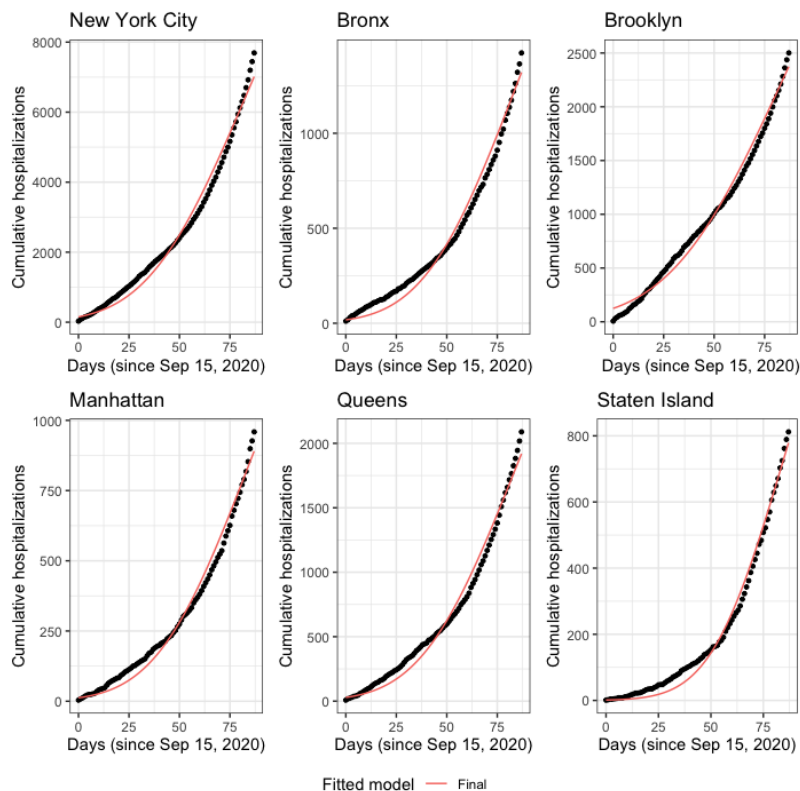 New York City
Bronx
Brooklyn
Cumulative hospitalizations
8000
6000
4000
2000
0
0 25 50 75
Days (since Sep 15, 2020)
Cumulative hospitalizations
1000
500
0
0 25 50 75
Days (since Sep 15, 2020)
Cumulative hospitalizations
2500
2000
1500
1000
500
0
0 25 50 75
Days (since Sep 15, 2020)
Manhattan
Queens
Staten Island
Cumulative hospitalizations
1000
750
500
250
0
0 25 50 75
Days (since Sep 15, 2020)
Cumulative hospitalizations
2000
1500
1000
500
0
0 25 50 75
Days (since Sep 15, 2020)
Cumulative hospitalizations
800
600
400
200
0
0 25 50 75
Days (since Sep 15, 2020)
Fitted model Final